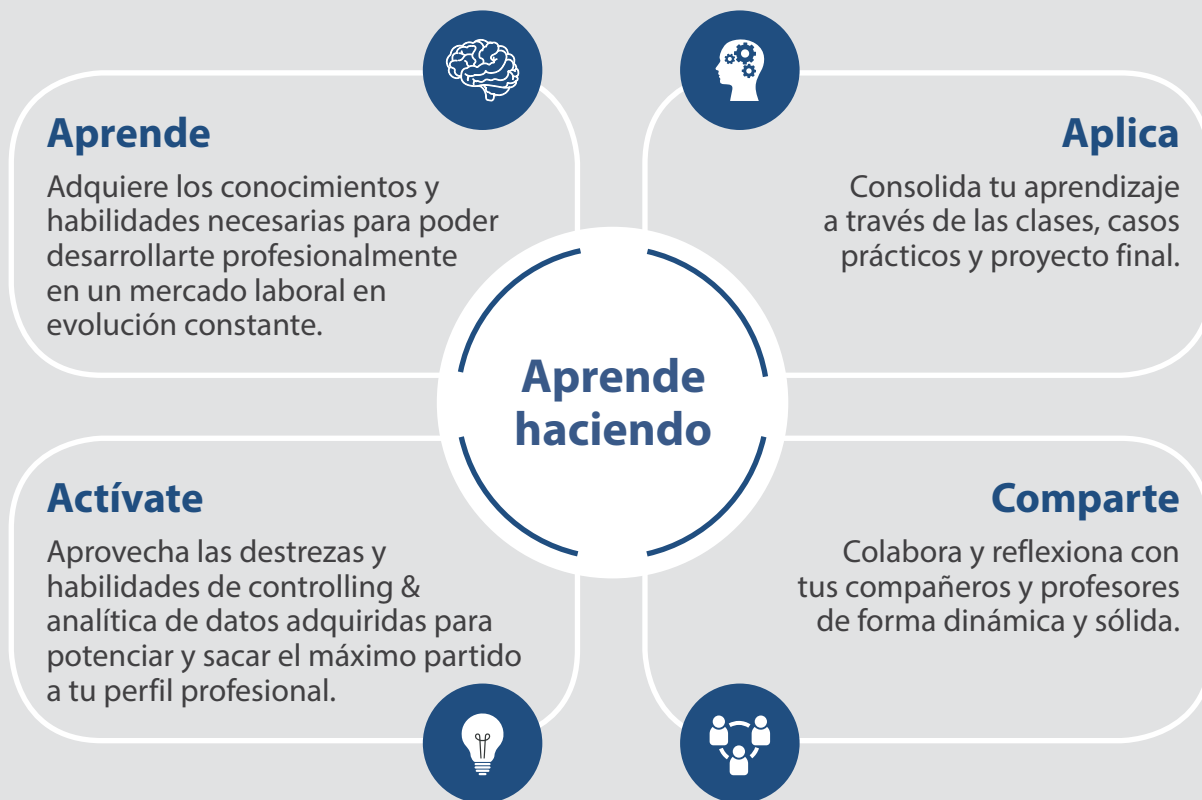 Aprende
Adquiere los conocimientos y
habilidades necesarias para poder
desarrollarte profesionalmente
en un mercado laboral en
evolución constante.
Aplica
Consolida tu aprendizaje
a través de las clases, casos
prácticos y proyecto final.
Aprende
haciendo
Actívate
Aprovecha las destrezas y
habilidades de controlling &
analítica de datos adquiridas para
potenciar y sacar el máximo partido
a tu perfil profesional.
Comparte
Colabora y reflexiona con
tus compañeros y profesores
de forma dinámica y sólida.